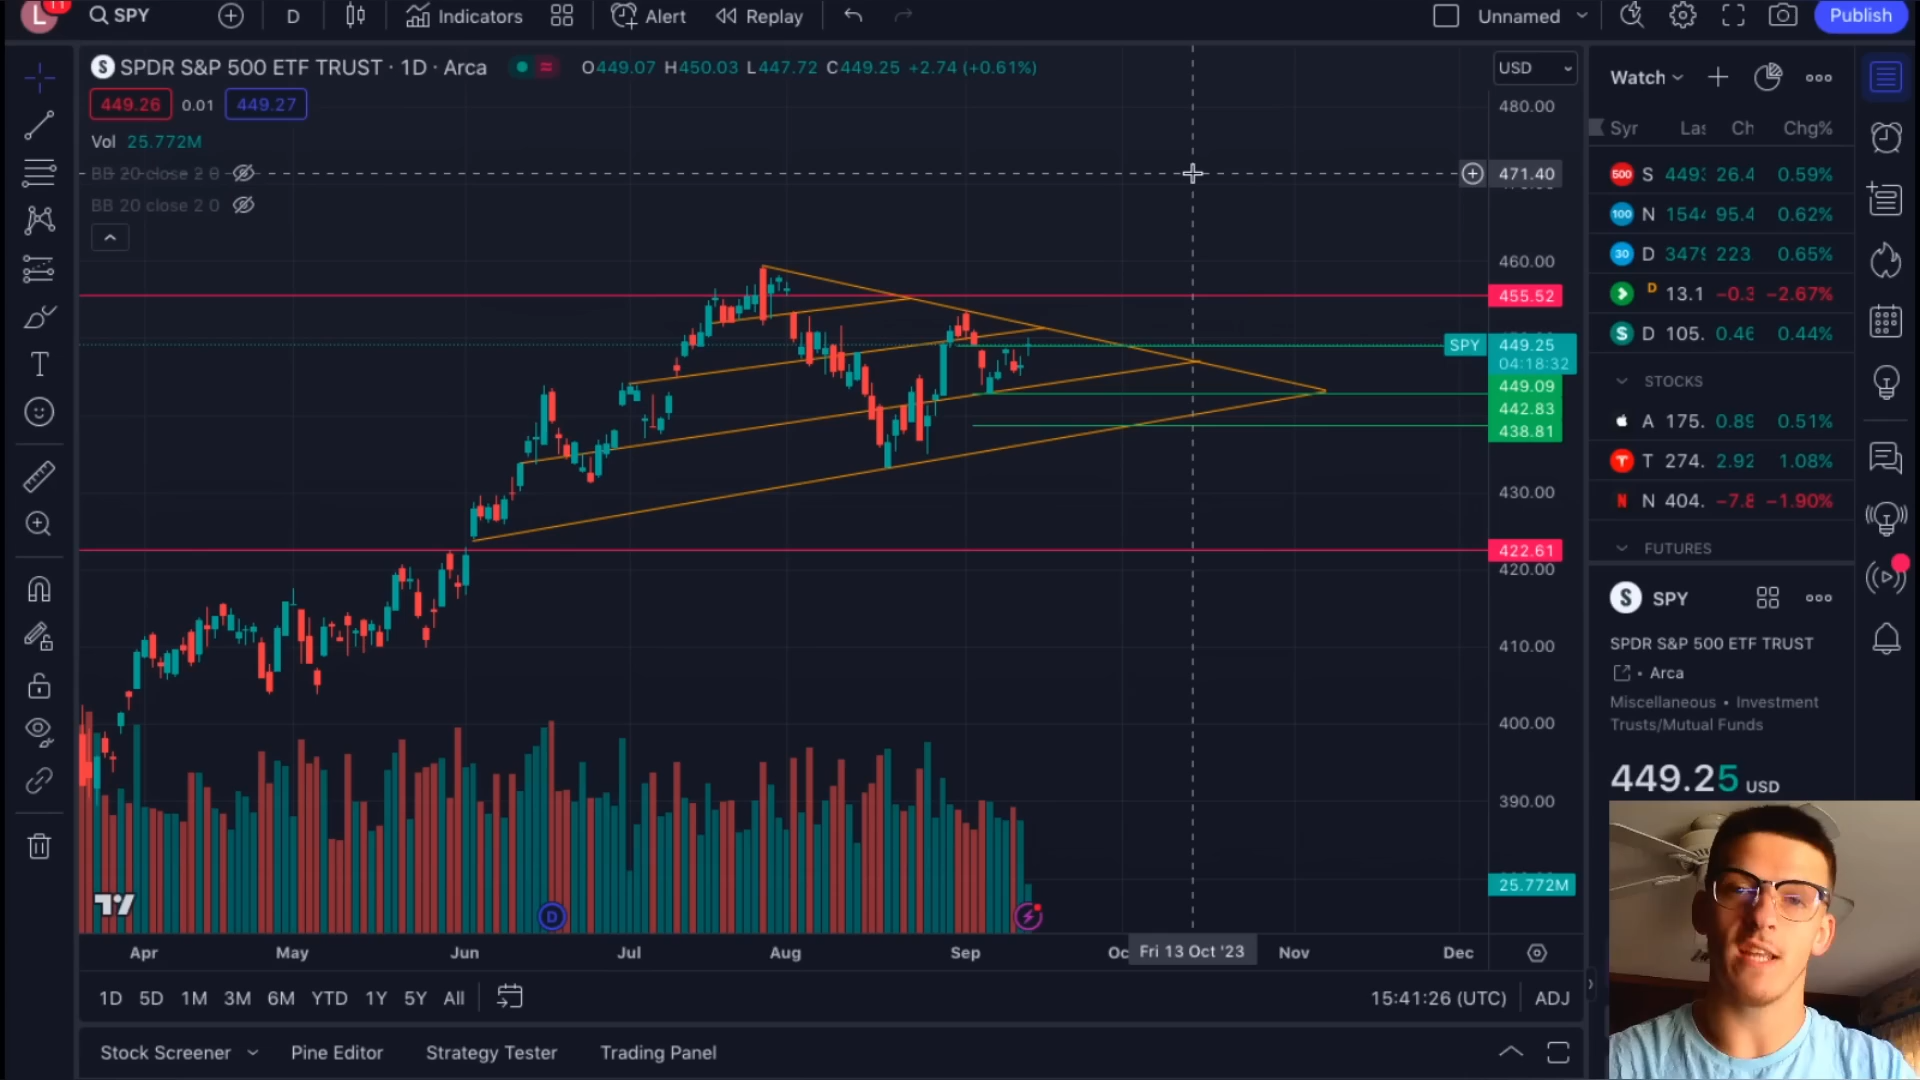 L 11 SPY D Indicators Alert Replay Unnamed Publish
S SPDR S&P 500 ETF TRUST · 1D · Arca O449.07 H450.03 L447.72 C449.25 +2.74 (+0.61%)
449.26 0.01 449.27
Vol 25.772M
BB 20 close 2 0
BB 20 close 2 0
USD
480.00
471.40
460.00
455.52
SPY 449.25
04:18:32
449.09
442.83
438.81
430.00
422.61
420.00
410.00
400.00
390.00
25.772M
D
Apr May Jun Jul Aug Sep Oc Fri 13 Oct '23 Nov Dec
1D 5D 1M 3M 6M YTD 1Y 5Y All 15:41:26 (UTC) ADJ
Stock Screener Pine Editor Strategy Tester Trading Panel
Watch
Syr Las Ch Chg%
500 S 449 26.4 0.59%
100 N 154 95.4 0.62%
30 D 347 223 0.65%
D 13.1 −0.3 −2.67%
S D 105. 0.46 0.44%
STOCKS
A 175. 0.89 0.51%
T T 274. 2.92 1.08%
N N 404. −7.8 −1.90%
FUTURES
S SPY
SPDR S&P 500 ETF TRUST
• Arca
Miscellaneous • Investment
Trusts/Mutual Funds
449.25 USD